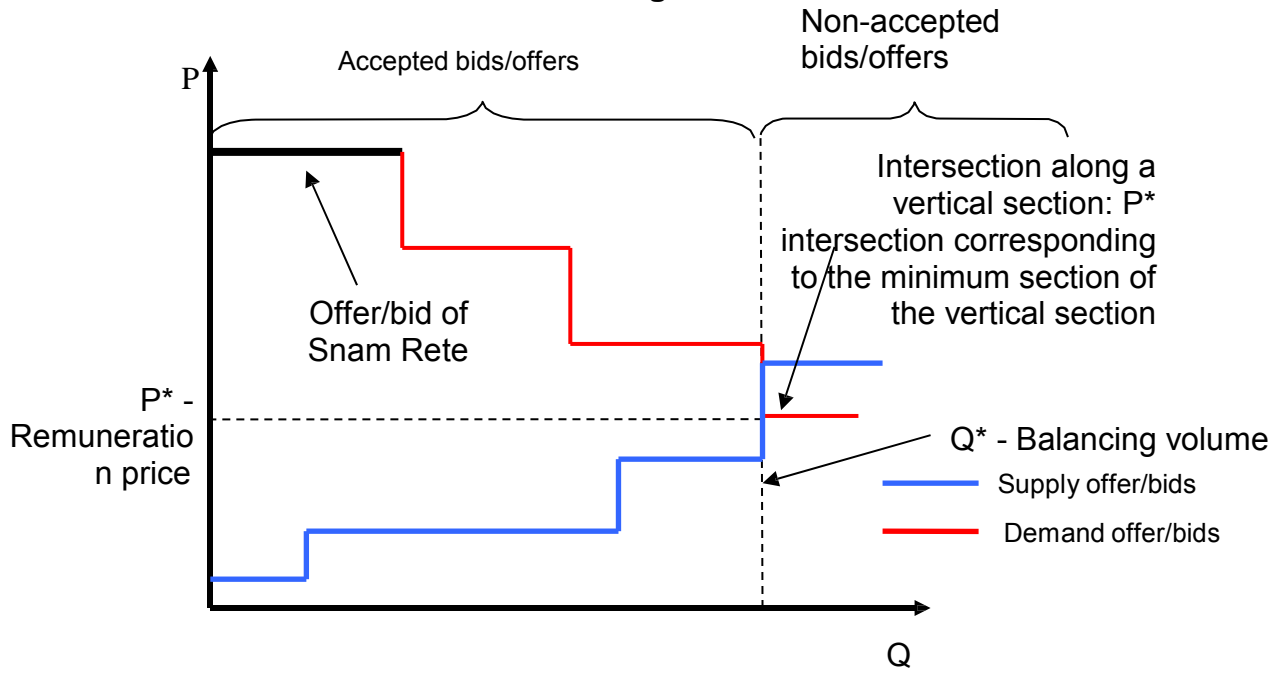 Non-accepted
bids/offers
Accepted bids/offers
P
Intersection along a
vertical section: P*
intersection corresponding
to the minimum section of
the vertical section
Offer/bid of
Snam Rete
P* -
Remuneratio
n price
Q* - Balancing volume
Supply offer/bids
Demand offer/bids
Q